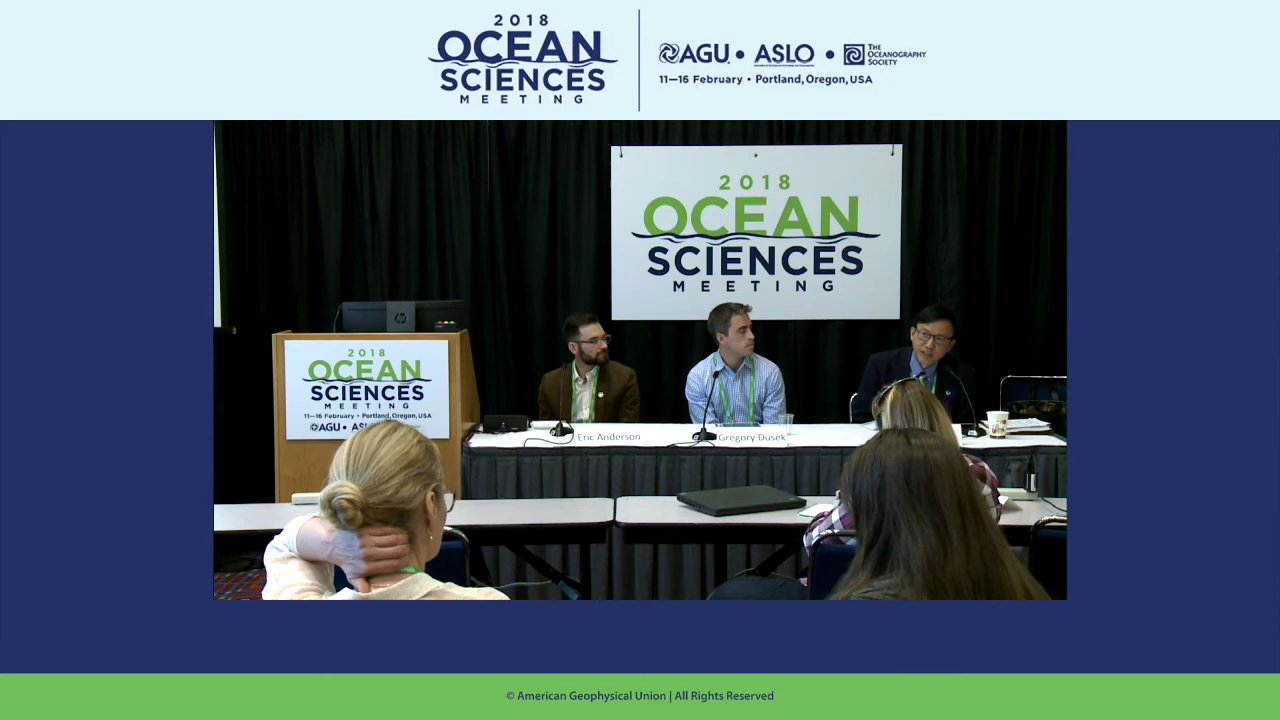 2018
OCEAN
SCIENCES
MEETING
AGU • ASLO • THE OCEANOGRAPHY SOCIETY
11—16 February • Portland, Oregon, USA
2018
OCEAN
SCIENCES
MEETING
2018
OCEAN
SCIENCES
MEETING
11—16 February • Portland, Oregon, USA
AGU • AS
Eric Anderson
Gregory Dusek
© American Geophysical Union | All Rights Reserved